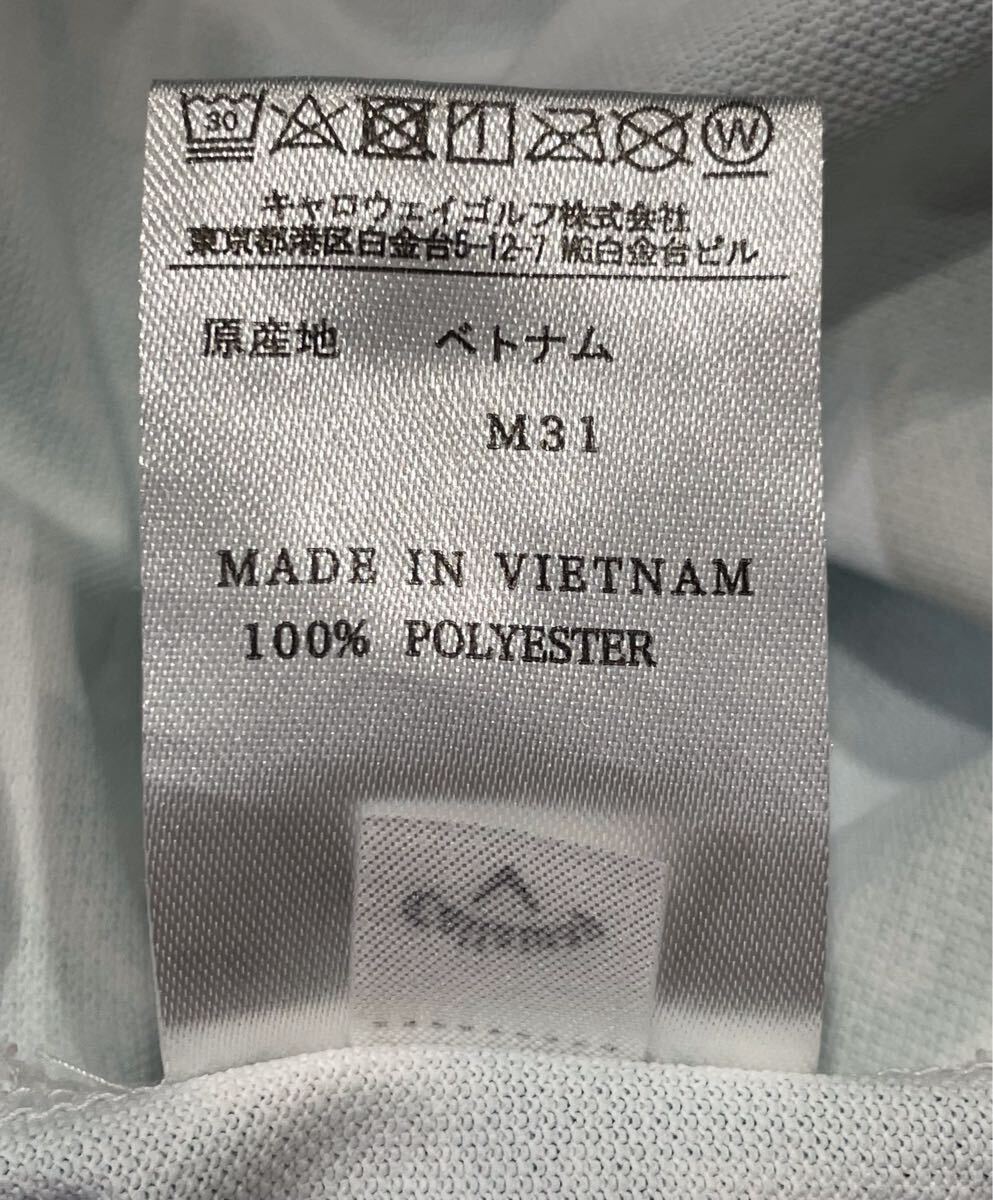 30
W
キャロウェイゴルフ株式会社
東京都港区白金台5-12-7 MG白金台ビル
原産地 ベトナム
M31
MADE IN VIETNAM
100% POLYESTER